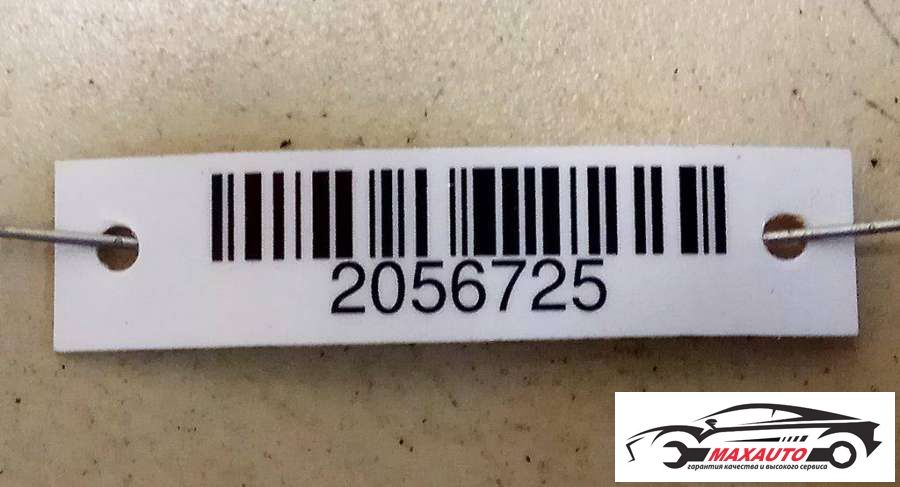 2056725
MAXAUTO
гарантия качества и высокого сервиса